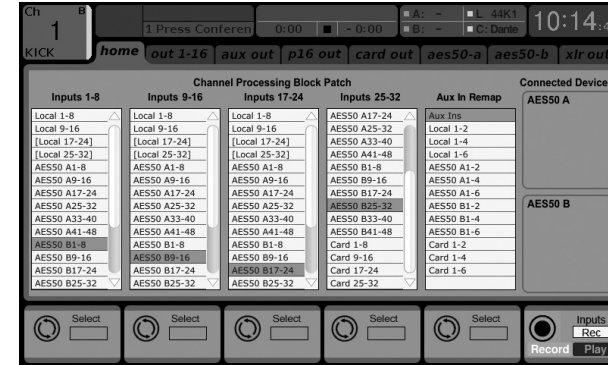 Ch B
1
KICK
1 Press Conferen 0:00 - 0:00
A: - L 44K1
B: - C: Dante
10:14:
home out 1-16 aux out p16 out card out aes50-a aes50-b xlr out
Channel Processing Block Patch
Connected Device
Inputs 1-8 Inputs 9-16 Inputs 17-24 Inputs 25-32 Aux In Remap
AES50 A
Local 1-8 Local 1-8 Local 1-8 AES50 A17-24 Aux Ins
Local 9-16 Local 9-16 Local 9-16 AES50 A25-32 Local 1-2
[Local 17-24] [Local 17-24] [Local 17-24] AES50 A33-40 Local 1-4
[Local 25-32] [Local 25-32] [Local 25-32] AES50 A41-48 Local 1-6
AES50 A1-8 AES50 A1-8 AES50 A1-8 AES50 B1-8 AES50 A1-2
AES50 A9-16 AES50 A9-16 AES50 A9-16 AES50 B9-16 AES50 A1-4
AES50 A17-24 AES50 A17-24 AES50 A17-24 AES50 B17-24 AES50 A1-6
AES50 A25-32 AES50 A25-32 AES50 A25-32 AES50 B25-32 AES50 B1-2
AES50 B
AES50 A33-40 AES50 A33-40 AES50 A33-40 AES50 B33-40 AES50 B1-4
AES50 A41-48 AES50 A41-48 AES50 A41-48 AES50 B41-48 AES50 B1-6
AES50 B1-8 AES50 B1-8 AES50 B1-8 Card 1-8 Card 1-2
AES50 B9-16 AES50 B9-16 AES50 B9-16 Card 9-16 Card 1-4
AES50 B17-24 AES50 B17-24 AES50 B17-24 Card 17-24 Card 1-6
AES50 B25-32 AES50 B25-32 AES50 B25-32 Card 25-32
Select Select Select Select Select
Inputs
Rec
Record Play